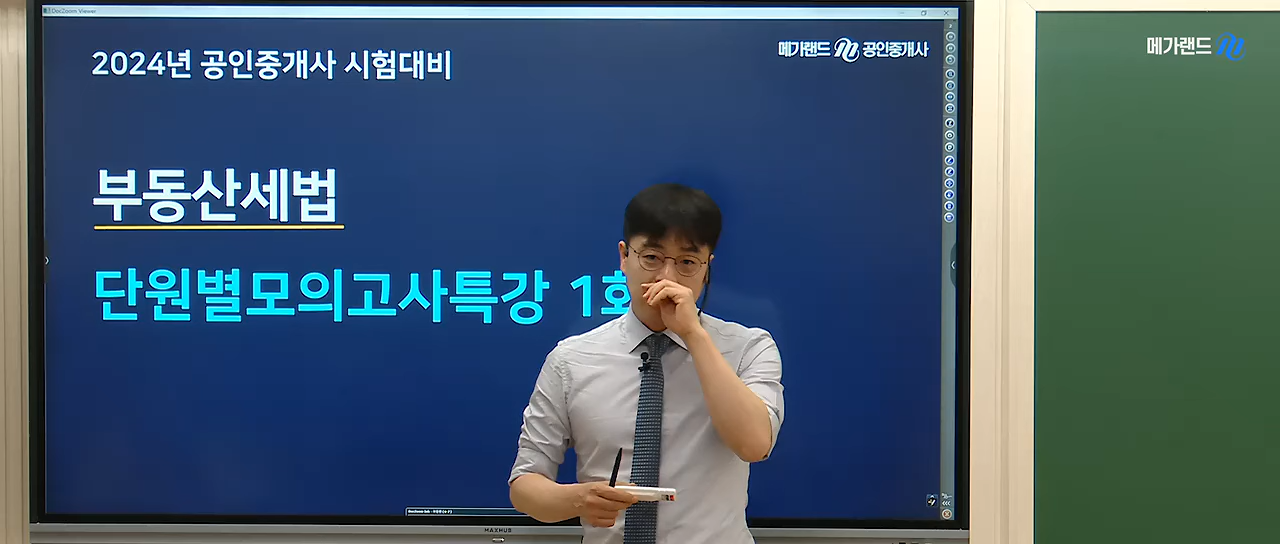 DocZoom_Viewer
2024년 공인중개사 시험대비
메가랜드 공인중개사
메가랜드
부동산세법
단원별모의고사특강 1회
MAXHUB